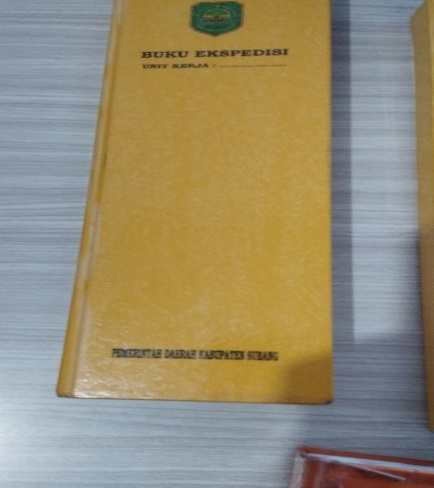 BUKU EKSPEDISI
UNIT KERJA : ..............................
PEMERINTAH DAERAH KABUPATEN SUBANG